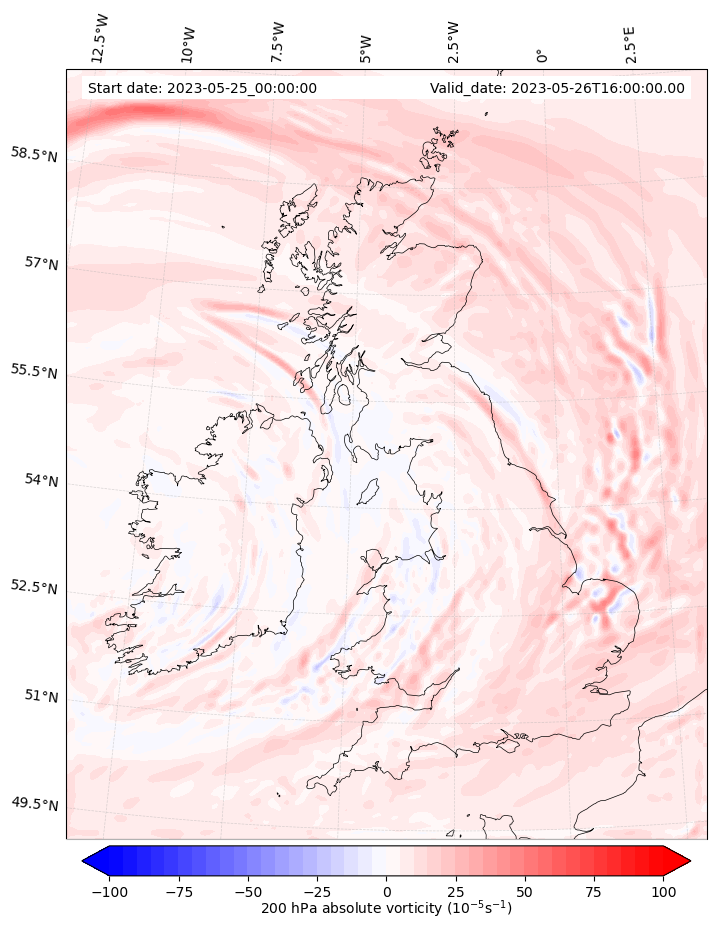 12.5°W 10°W 7.5°W 5°W 2.5°W 0° 2.5°E
Start date: 2023-05-25_00:00:00 Valid_date: 2023-05-26T16:00:00.00
58.5°N
57°N
55.5°N
54°N
52.5°N
51°N
49.5°N
−100 −75 −50 −25 0 25 50 75 100
200 hPa absolute vorticity (10⁻⁵s⁻¹)